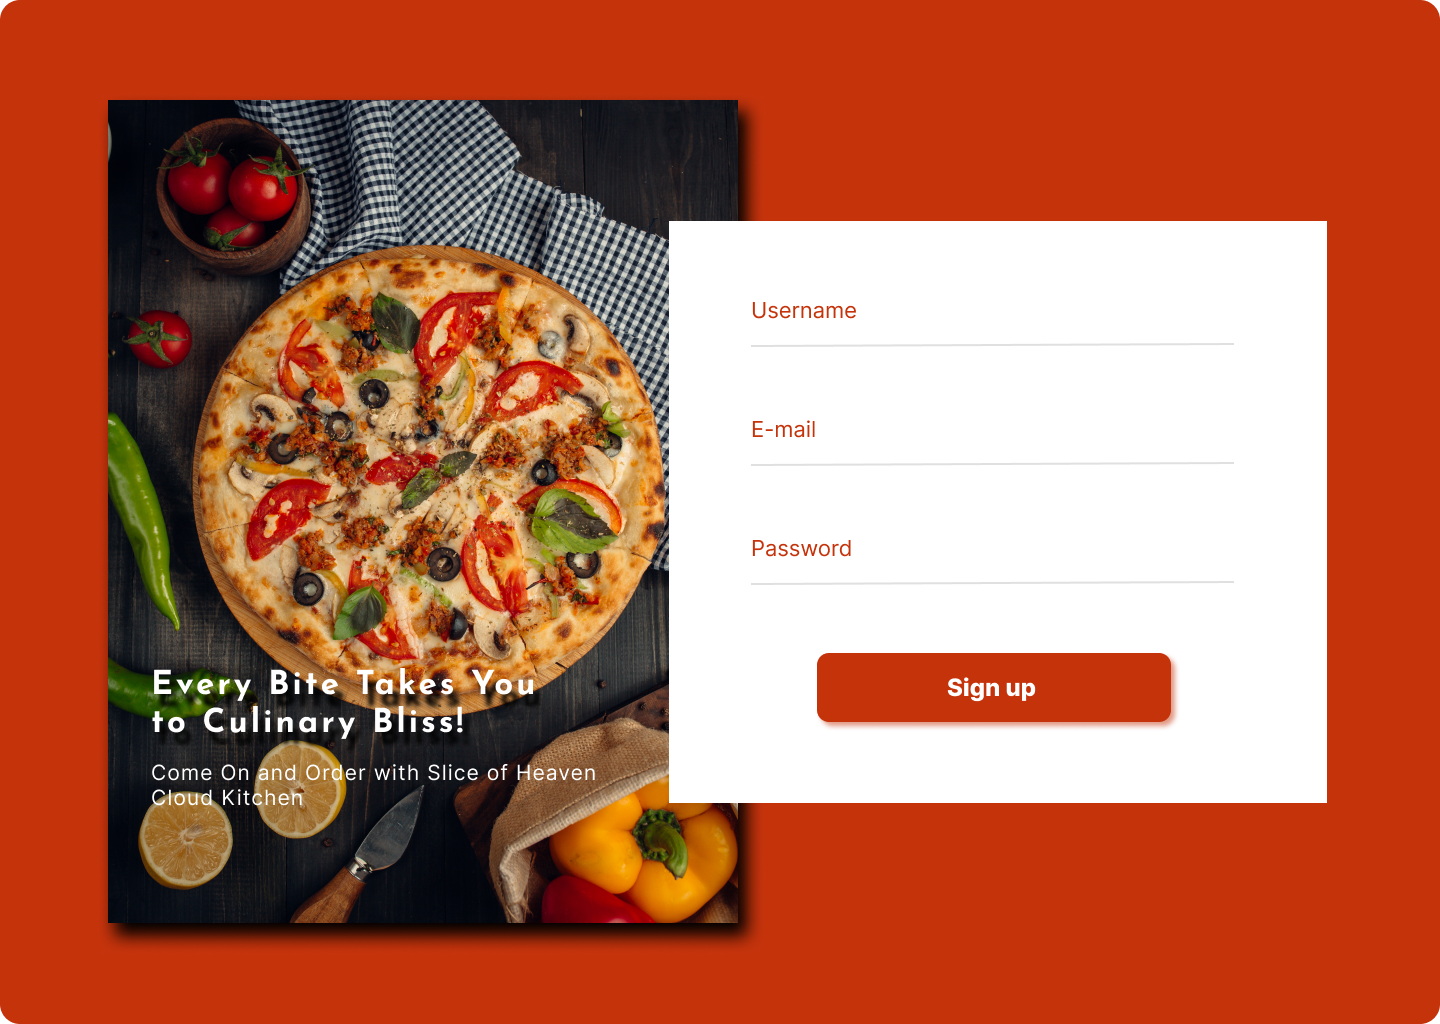 Every Bite Takes You
to Culinary Bliss!
Come On and Order with Slice of Heaven
Cloud Kitchen
Username
E-mail
Password
Sign up